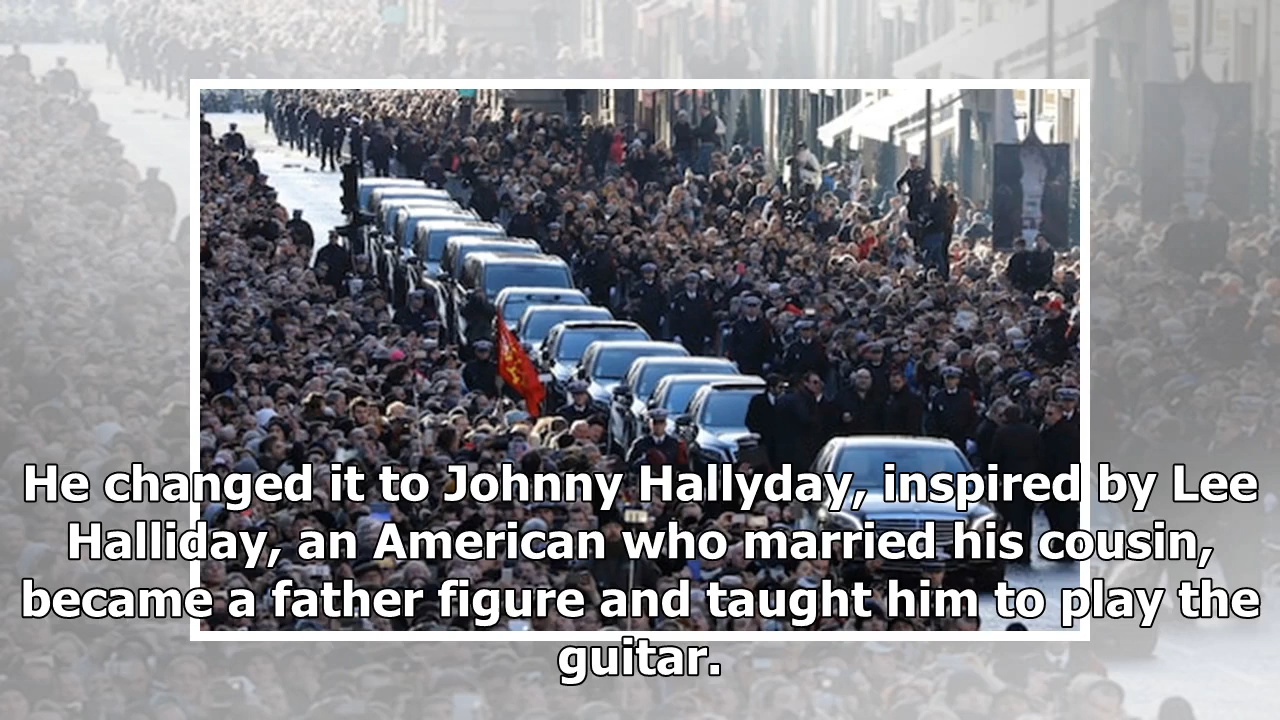 He changed it to Johnny Hallyday, inspired by Lee
Halliday, an American who married his cousin,
became a father figure and taught him to play the
guitar.